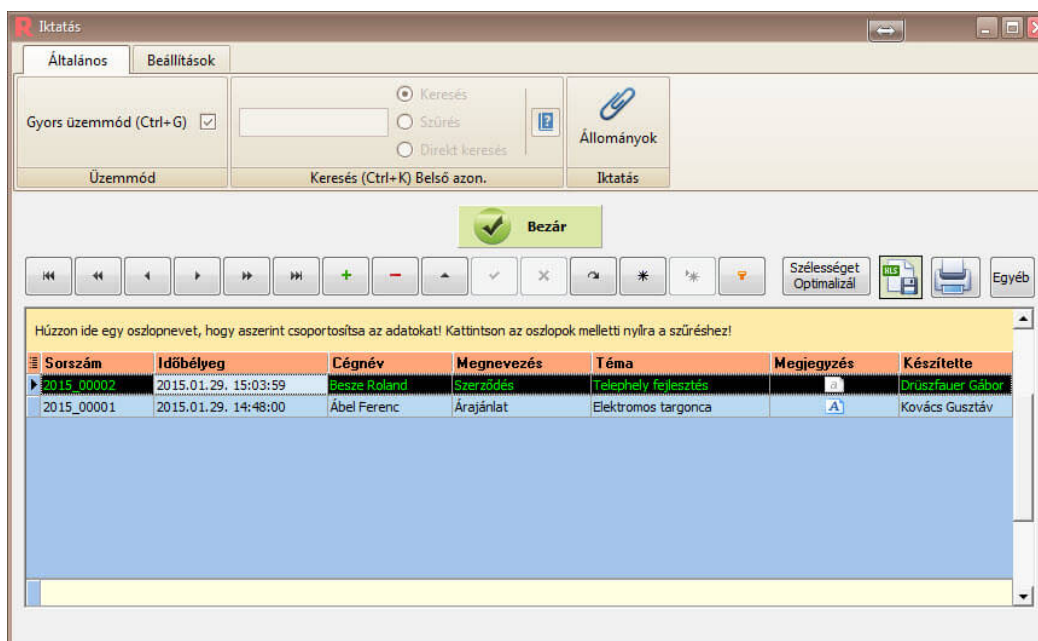 Iktatás
Általános Beállítások
Gyors üzemmód (Ctrl+G)
Keresés
Szűrés
Direkt keresés
Állományok
Üzemmód Keresés (Ctrl+K) Belső azon. Iktatás
Bezár
Szélességet
Optimalizál
XLS
Egyéb
Húzzon ide egy oszlopnevet, hogy aszerint csoportosítsa az adatokat! Kattintson az oszlopok melletti nyílra a szűréshez!
Sorszám Időbélyeg Cégnév Megnevezés Téma Megjegyzés Készítette
2015_00002 2015.01.29. 15:03:59 Besze Roland Szerződés Telephely fejlesztés a Drüszfauer Gábor
2015_00001 2015.01.29. 14:48:00 Ábel Ferenc Árajánlat Elektromos targonca A Kovács Gusztáv